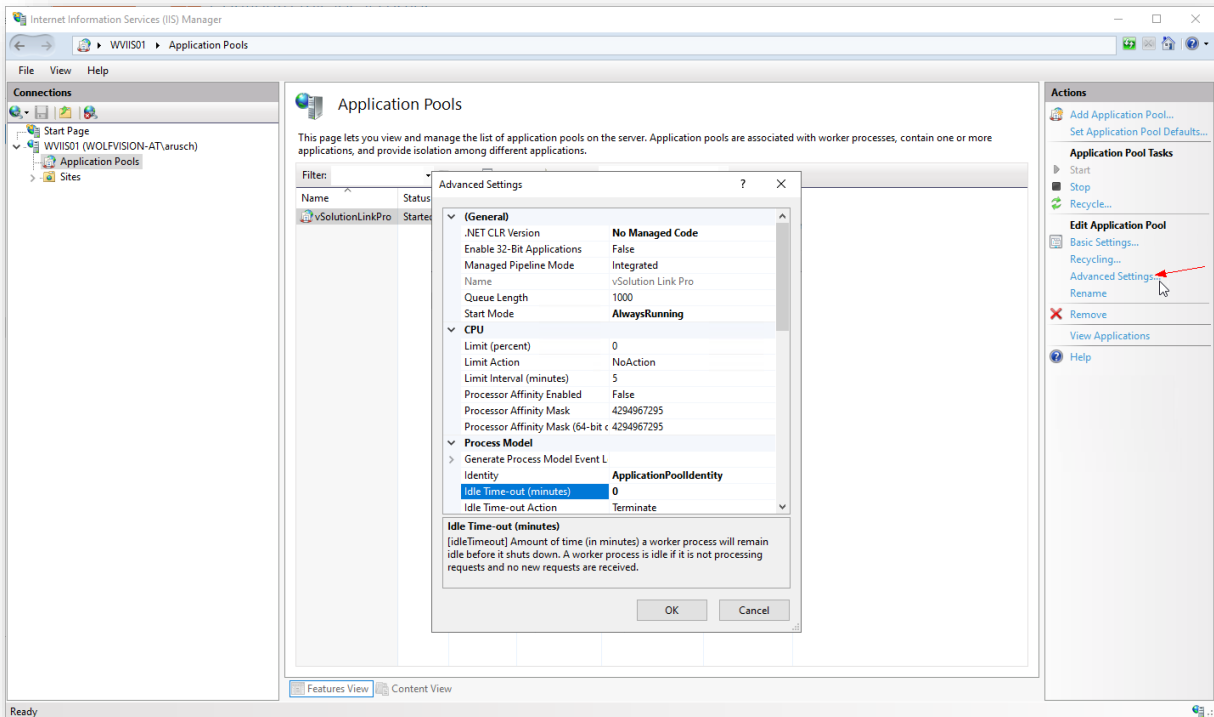 Internet Information Services (IIS) Manager
WVIIS01 Application Pools
File View Help
Connections
Start Page
WVIIS01 (WOLFVISION-AT\arusch)
Application Pools
Sites
Application Pools
This page lets you view and manage the list of application pools on the server. Application pools are associated with worker processes, contain one or more
applications, and provide isolation among different applications.
Filter:
Name Status
vSolutionLinkPro Started
Advanced Settings ?
(General)
.NET CLR Version No Managed Code
Enable 32-Bit Applications False
Managed Pipeline Mode Integrated
Name vSolution Link Pro
Queue Length 1000
Start Mode AlwaysRunning
CPU
Limit (percent) 0
Limit Action NoAction
Limit Interval (minutes) 5
Processor Affinity Enabled False
Processor Affinity Mask 4294967295
Processor Affinity Mask (64-bit c 4294967295
Process Model
Generate Process Model Event L
Identity ApplicationPoolIdentity
Idle Time-out (minutes) 0
Idle Time-out Action Terminate
Idle Time-out (minutes)
[idleTimeout] Amount of time (in minutes) a worker process will remain
idle before it shuts down. A worker process is idle if it is not processing
requests and no new requests are received.
OK Cancel
Features View Content View
Actions
Add Application Pool...
Set Application Pool Defaults...
Application Pool Tasks
Start
Stop
Recycle...
Edit Application Pool
Basic Settings...
Recycling...
Advanced Settings...
Rename
Remove
View Applications
Help
Ready